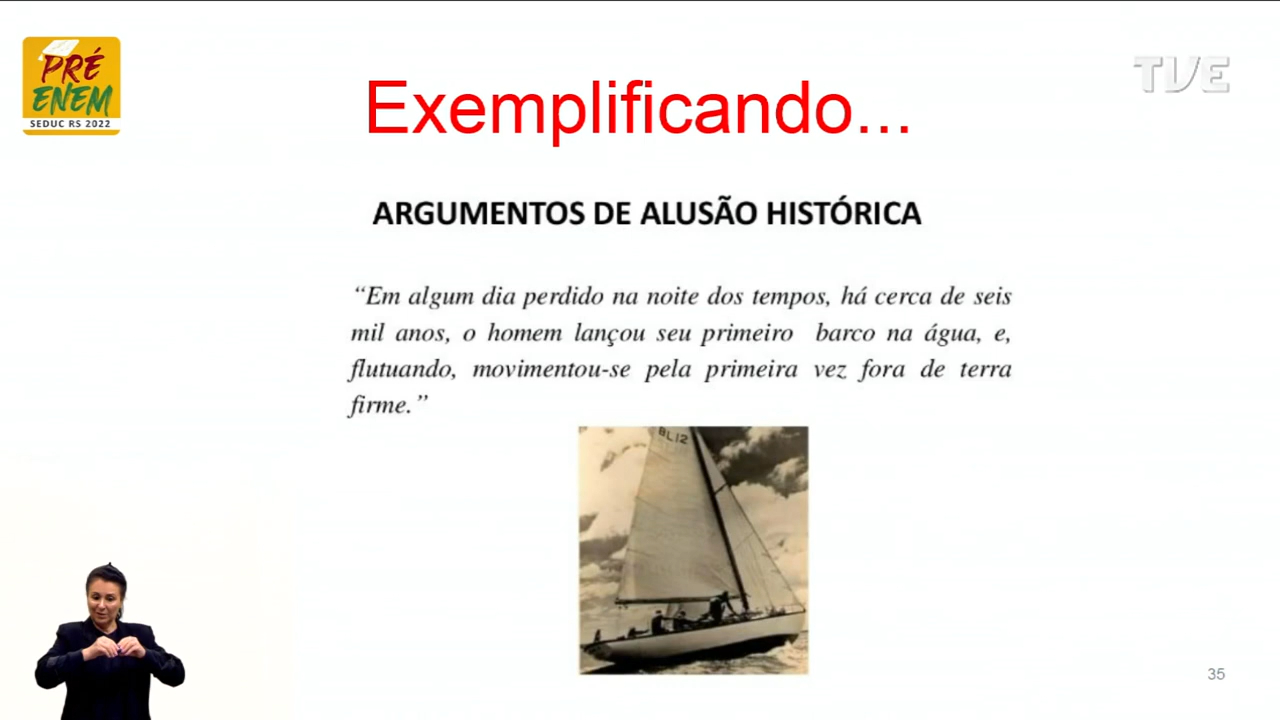 PRÉ
ENEM
SEDUC RS 2022
TVE
Exemplificando...
ARGUMENTOS DE ALUSÃO HISTÓRICA
“Em algum dia perdido na noite dos tempos, há cerca de seis
mil anos, o homem lançou seu primeiro barco na água, e,
flutuando, movimentou-se pela primeira vez fora de terra
firme.”
BL12
35